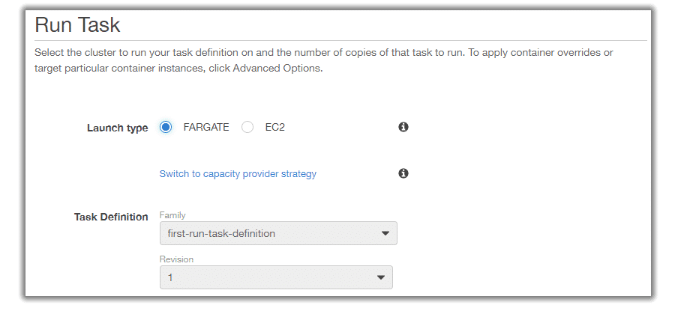 Run Task
Select the cluster to run your task definition on and the number of copies of that task to run. To apply container overrides or
target particular container instances, click Advanced Options.
Launch type FARGATE EC2
Switch to capacity provider strategy
Task Definition Family
first-run-task-definition
Revision
1